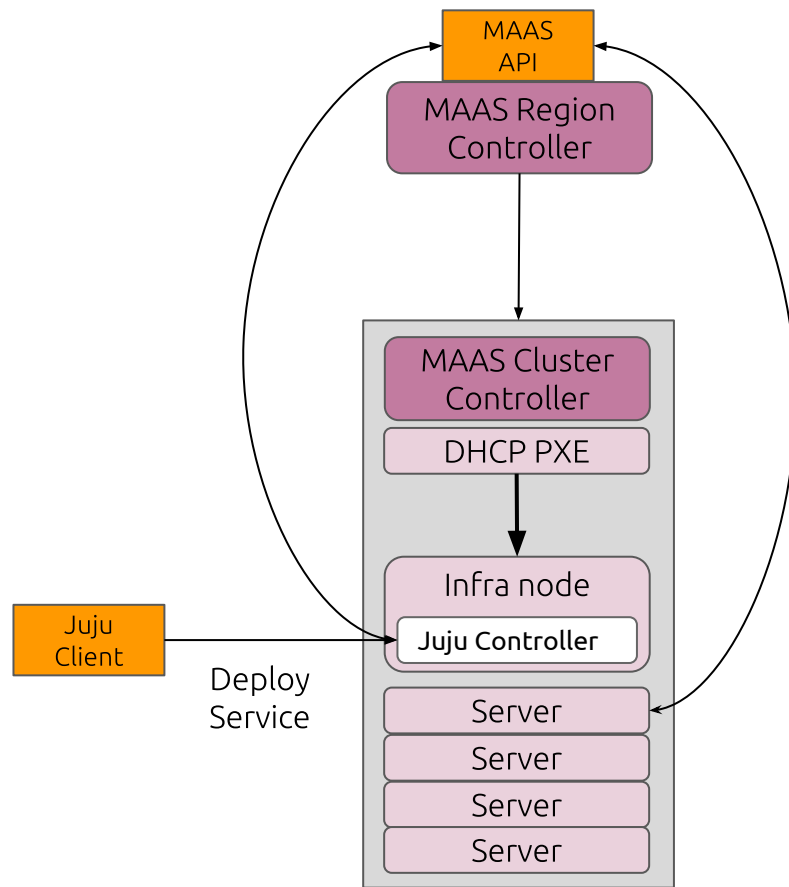 MAAS
API
MAAS Region
Controller
MAAS Cluster
Controller
DHCP PXE
Infra node
Juju Controller
Juju
Client
Deploy
Service
Server
Server
Server
Server